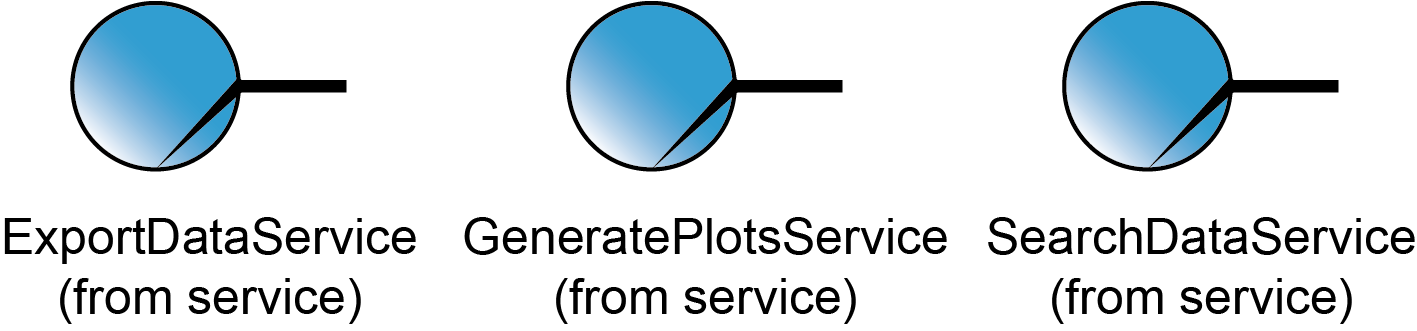 ExportDataService GeneratePlotsService SearchDataService
(from service) (from service) (from service)